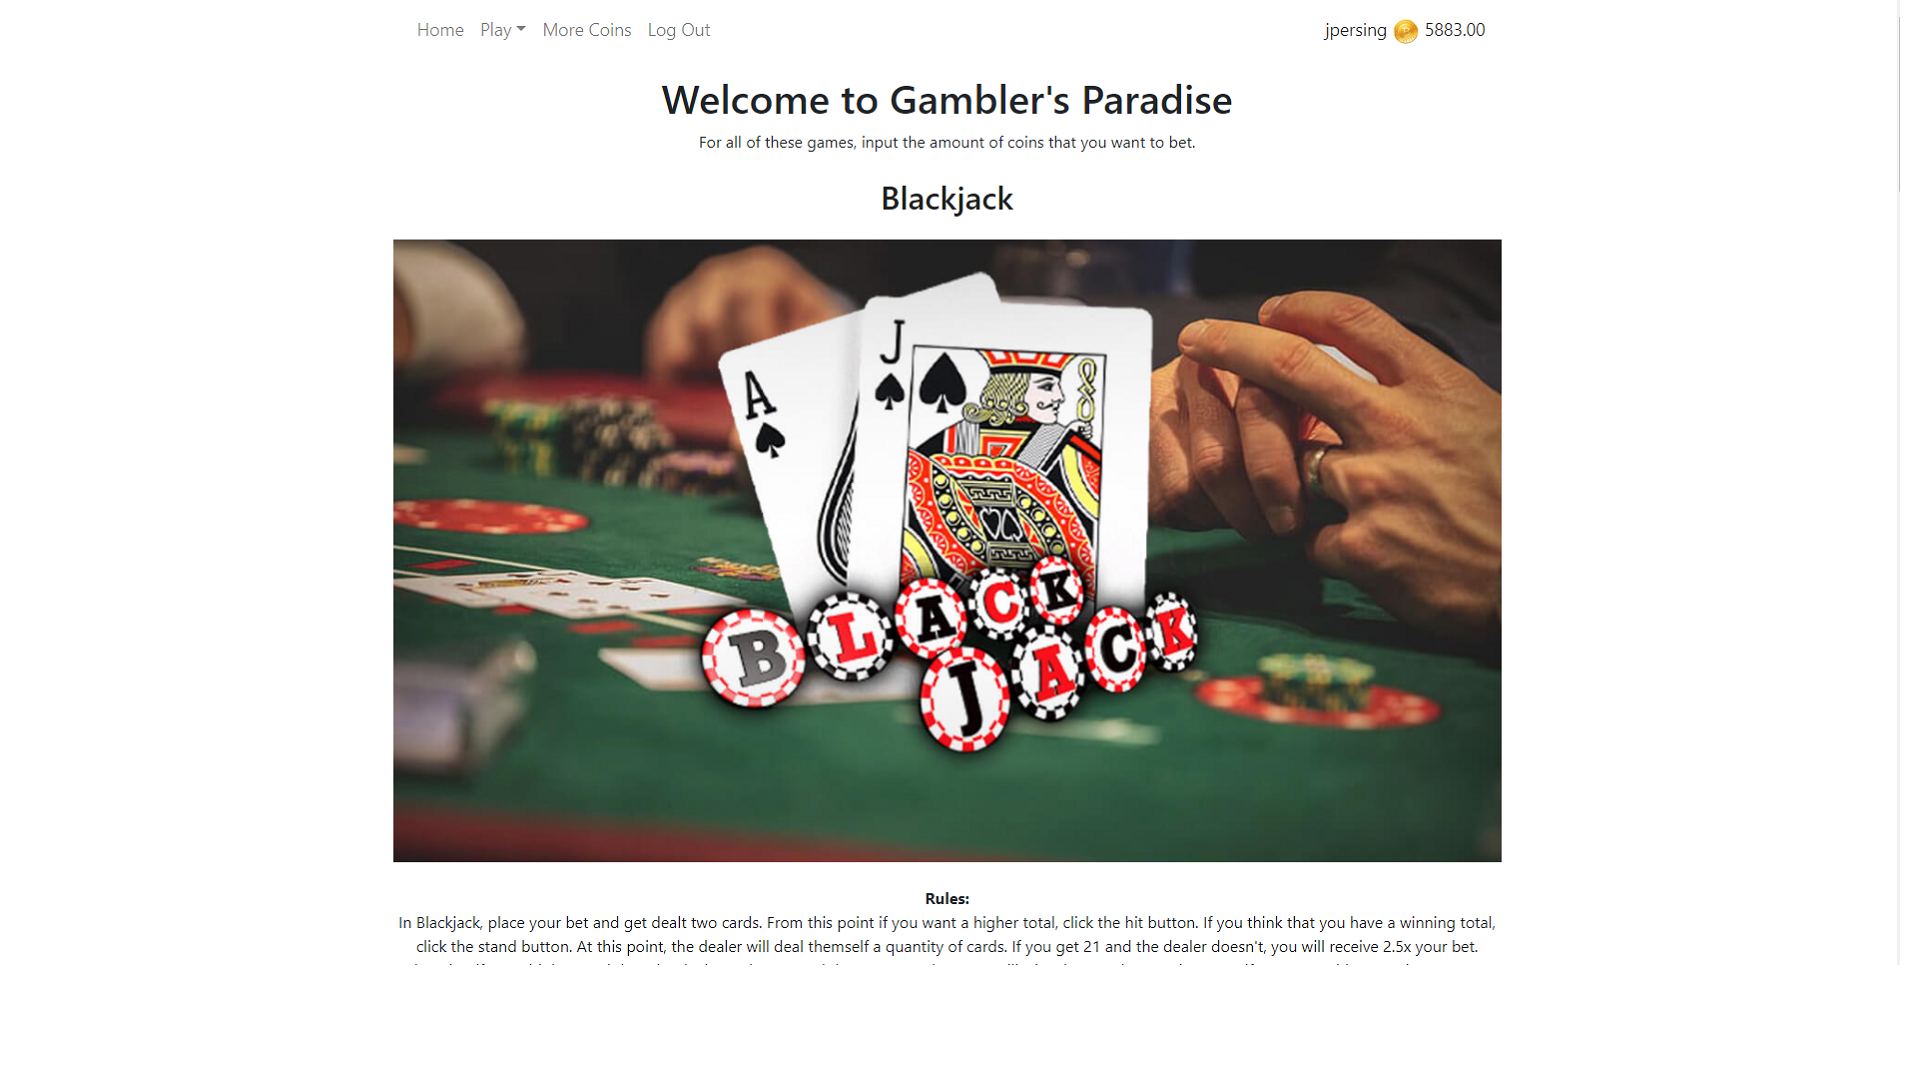 Home Play More Coins Log Out jpersing 5883.00
Welcome to Gambler's Paradise
For all of these games, input the amount of coins that you want to bet.
Blackjack
J
A
BLACK
JACK
Rules:
In Blackjack, place your bet and get dealt two cards. From this point if you want a higher total, click the hit button. If you think that you have a winning total,
click the stand button. At this point, the dealer will deal themself a quantity of cards. If you get 21 and the dealer doesn't, you will receive 2.5x your bet.